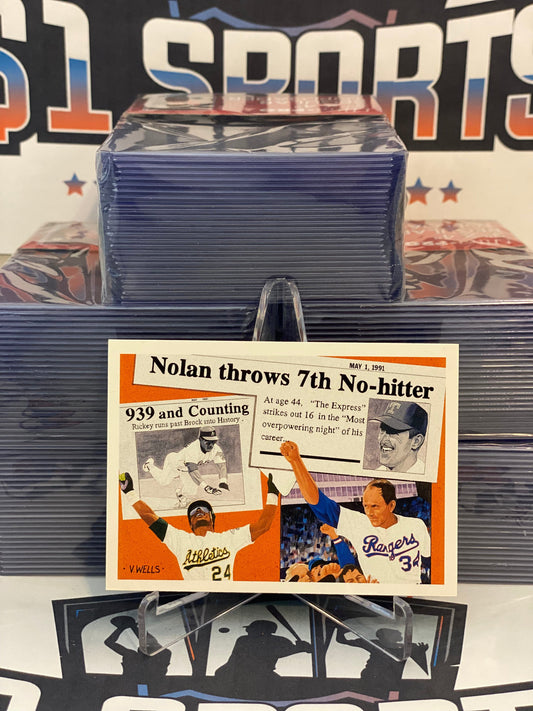 $1 SPORTS
MAY 1, 1991
Nolan throws 7th No-hitter
At age 44, "The Express"
strikes out 16 in the "Most
overpowering night" of his
career...
939 and Counting
Rickey runs past Brock into History.
T
Athletics
24
Rangers
34
· V. WELLS ·